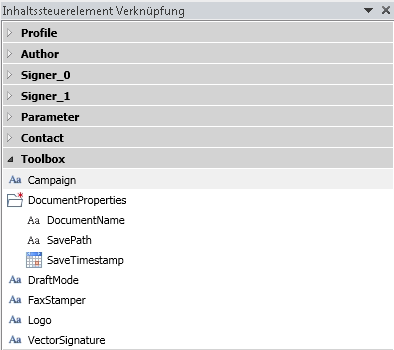 Inhaltssteuerelement Verknüpfung
Profile
Author
Signer_0
Signer_1
Parameter
Contact
Toolbox
Aa Campaign
DocumentProperties
Aa DocumentName
Aa SavePath
SaveTimestamp
Aa DraftMode
Aa FaxStamper
Aa Logo
Aa VectorSignature